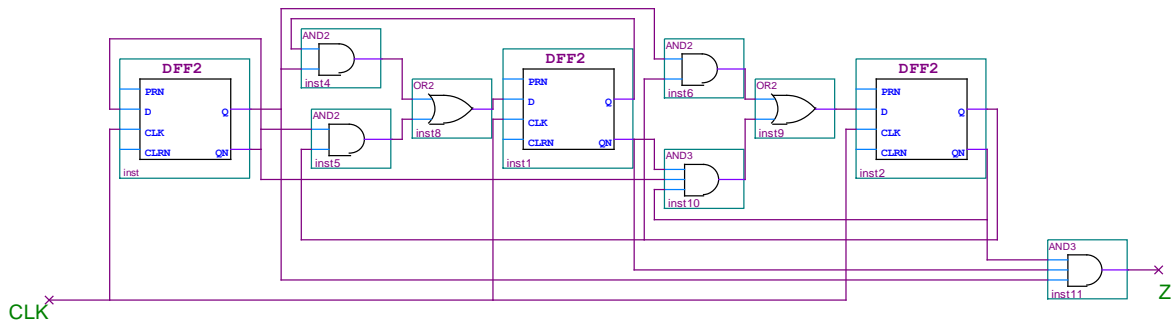 AND2
inst4
AND2
inst6
DFF2
PRN
D
Q
CLK
CLRN
QN
inst
AND2
inst5
OR2
inst8
DFF2
PRN
D
Q
CLK
CLRN
QN
inst1
OR2
inst9
AND3
inst10
DFF2
PRN
D
Q
CLK
CLRN
QN
inst2
AND3
inst11
CLK
Z